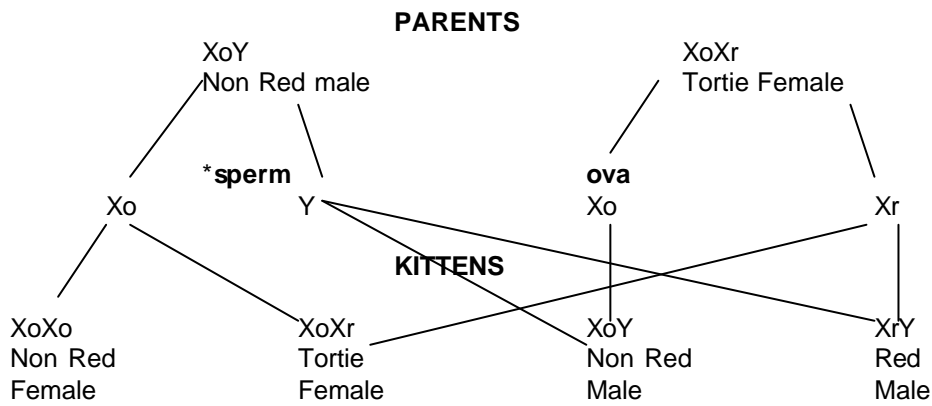 PARENTS
XoY XoXr
Non Red male Tortie Female
*sperm ova
Xo Y Xo Xr
KITTENS
XoXo XoXr XoY XrY
Non Red Tortie Non Red Red
Female Female Male Male